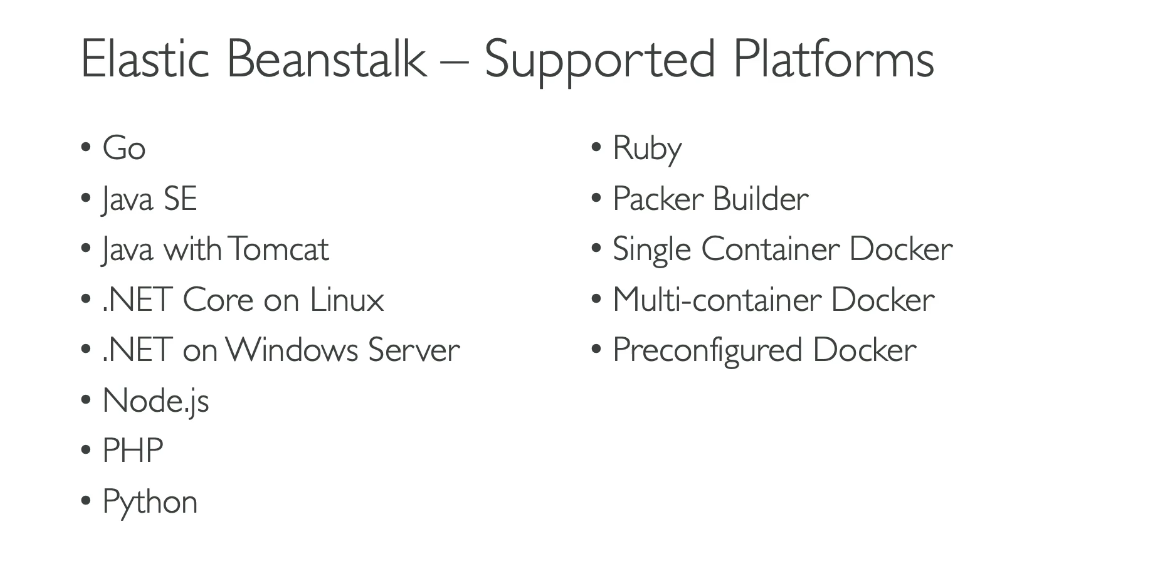 Elastic Beanstalk – Supported Platforms
• Go
• Java SE
• Java with Tomcat
• .NET Core on Linux
• .NET on Windows Server
• Node.js
• PHP
• Python
• Ruby
• Packer Builder
• Single Container Docker
• Multi-container Docker
• Preconfigured Docker